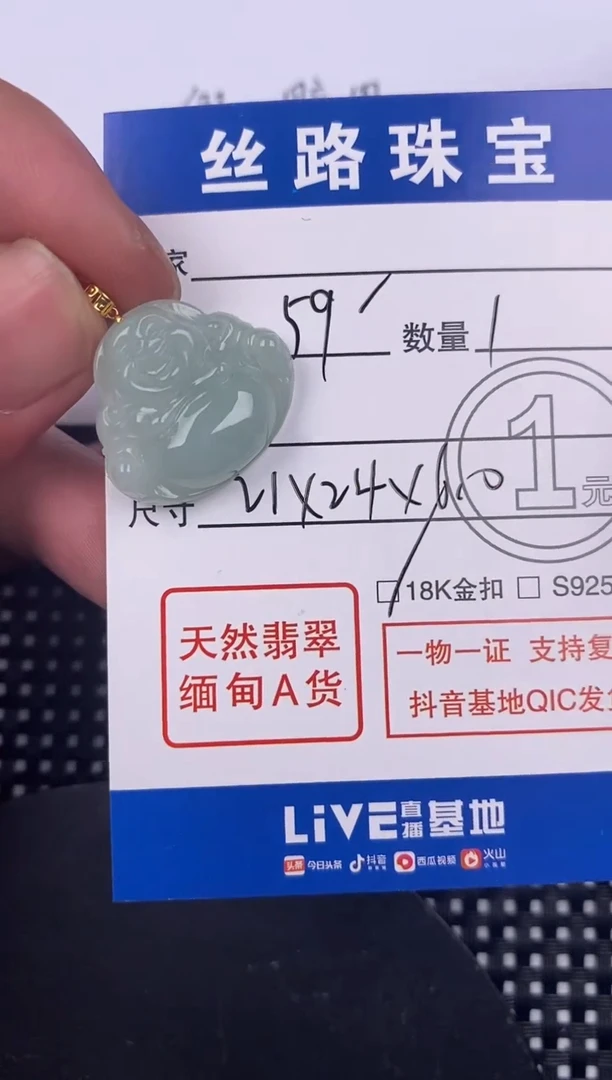 丝路珠宝
家
59
数量 1
1元
尺寸 21X24X6.0
18K金扣 S925
天然翡翠
缅甸A货
一物一证 支持复
抖音基地QIC发
LiVE直播基地
头条 今日头条 抖音 西瓜视频 火山